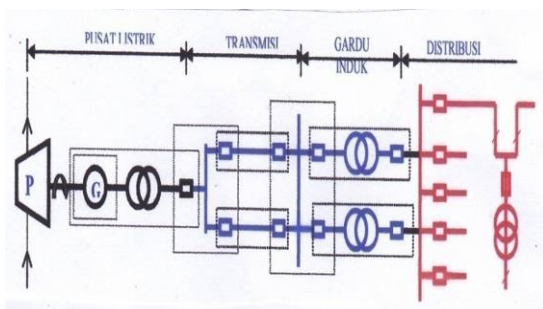 PUSAT LISTRIK
TRANSMISI
GARDU
INDUK
DISTRIBUSI
P
G